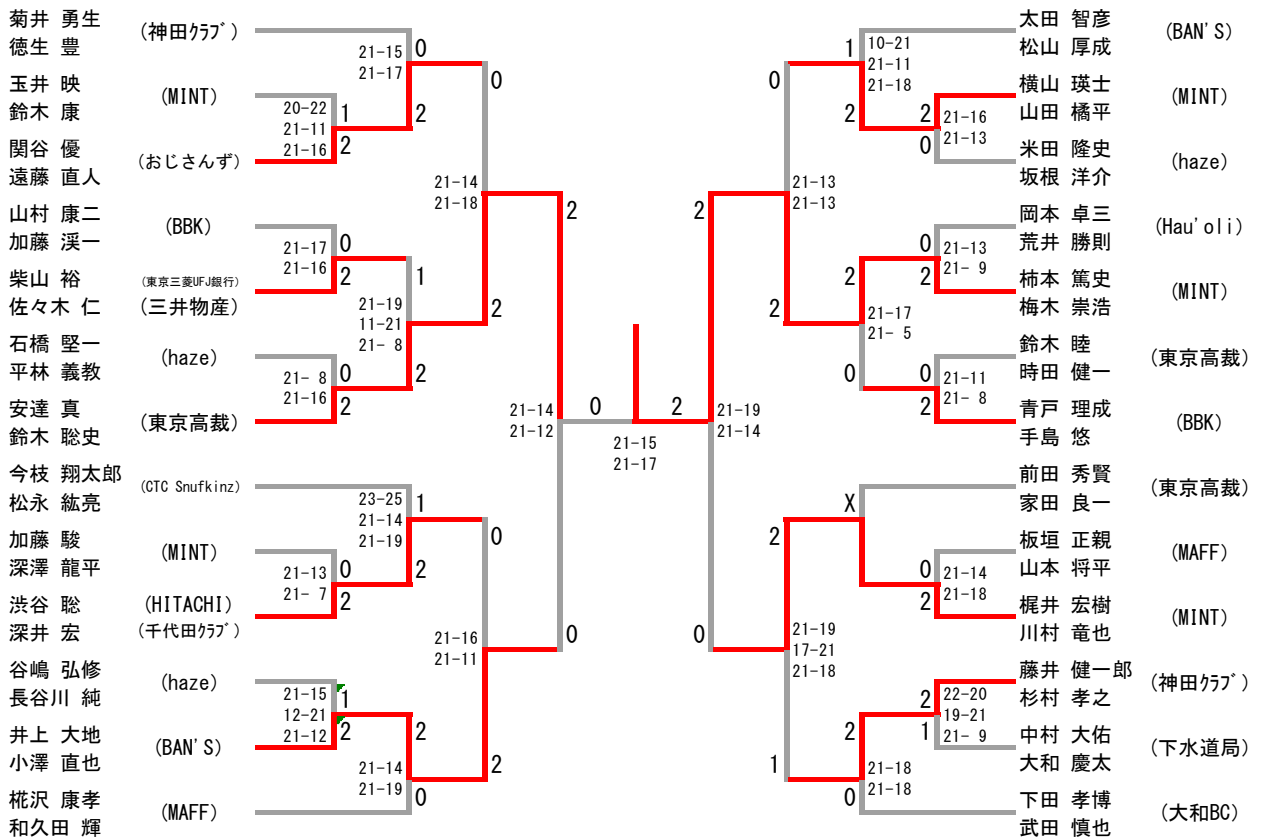 菊井 勇生
徳生 豊
(神田ｸﾗﾌﾞ)
玉井 映
鈴木 康
(MINT)
関谷 優
遠藤 直人
(おじさんず)
山村 康二
加藤 渓一
(BBK)
柴山 裕
(東京三菱UFJ銀行)
佐々木 仁
(三井物産)
石橋 堅一
平林 義教
(haze)
安達 真
鈴木 聡史
(東京高裁)
今枝 翔太郎
松永 紘亮
(CTC Snufkinz)
加藤 駿
深澤 龍平
(MINT)
渋谷 聡
(HITACHI)
深井 宏
(千代田ｸﾗﾌﾞ)
谷嶋 弘修
長谷川 純
(haze)
井上 大地
小澤 直也
(BAN'S)
椛沢 康孝
和久田 輝
(MAFF)
20-22
21-11
21-16
1
2
21-17
21-16
0
2
21- 8
21-16
0
2
21-13
21- 7
0
2
21-15
12-21
21-12
1
2
21-15
21-17
0
2
21-19
11-21
21- 8
1
2
23-25
21-14
21-19
1
2
21-14
21-19
2
0
21-14
21-18
0
2
21-16
21-11
0
2
21-14
21-12
2
0
0
2
21-15
21-17
21-19
21-14
2
0
21-13
21-13
0
2
21-19
17-21
21-18
2
1
10-21
21-11
21-18
1
2
21-17
21- 5
2
0
X
21-18
21-18
2
0
21-16
21-13
2
0
21-13
21- 9
0
2
21-11
21- 8
0
2
21-14
21-18
0
2
22-20
19-21
21- 9
2
1
太田 智彦
松山 厚成
(BAN'S)
横山 瑛士
山田 橘平
(MINT)
米田 隆史
坂根 洋介
(haze)
岡本 卓三
荒井 勝則
(Hau'oli)
柿本 篤史
梅木 崇浩
(MINT)
鈴木 睦
時田 健一
(東京高裁)
青戸 理成
手島 悠
(BBK)
前田 秀賢
家田 良一
(東京高裁)
板垣 正親
山本 将平
(MAFF)
梶井 宏樹
川村 竜也
(MINT)
藤井 健一郎
杉村 孝之
(神田ｸﾗﾌﾞ)
中村 大佑
大和 慶太
(下水道局)
下田 孝博
武田 慎也
(大和BC)